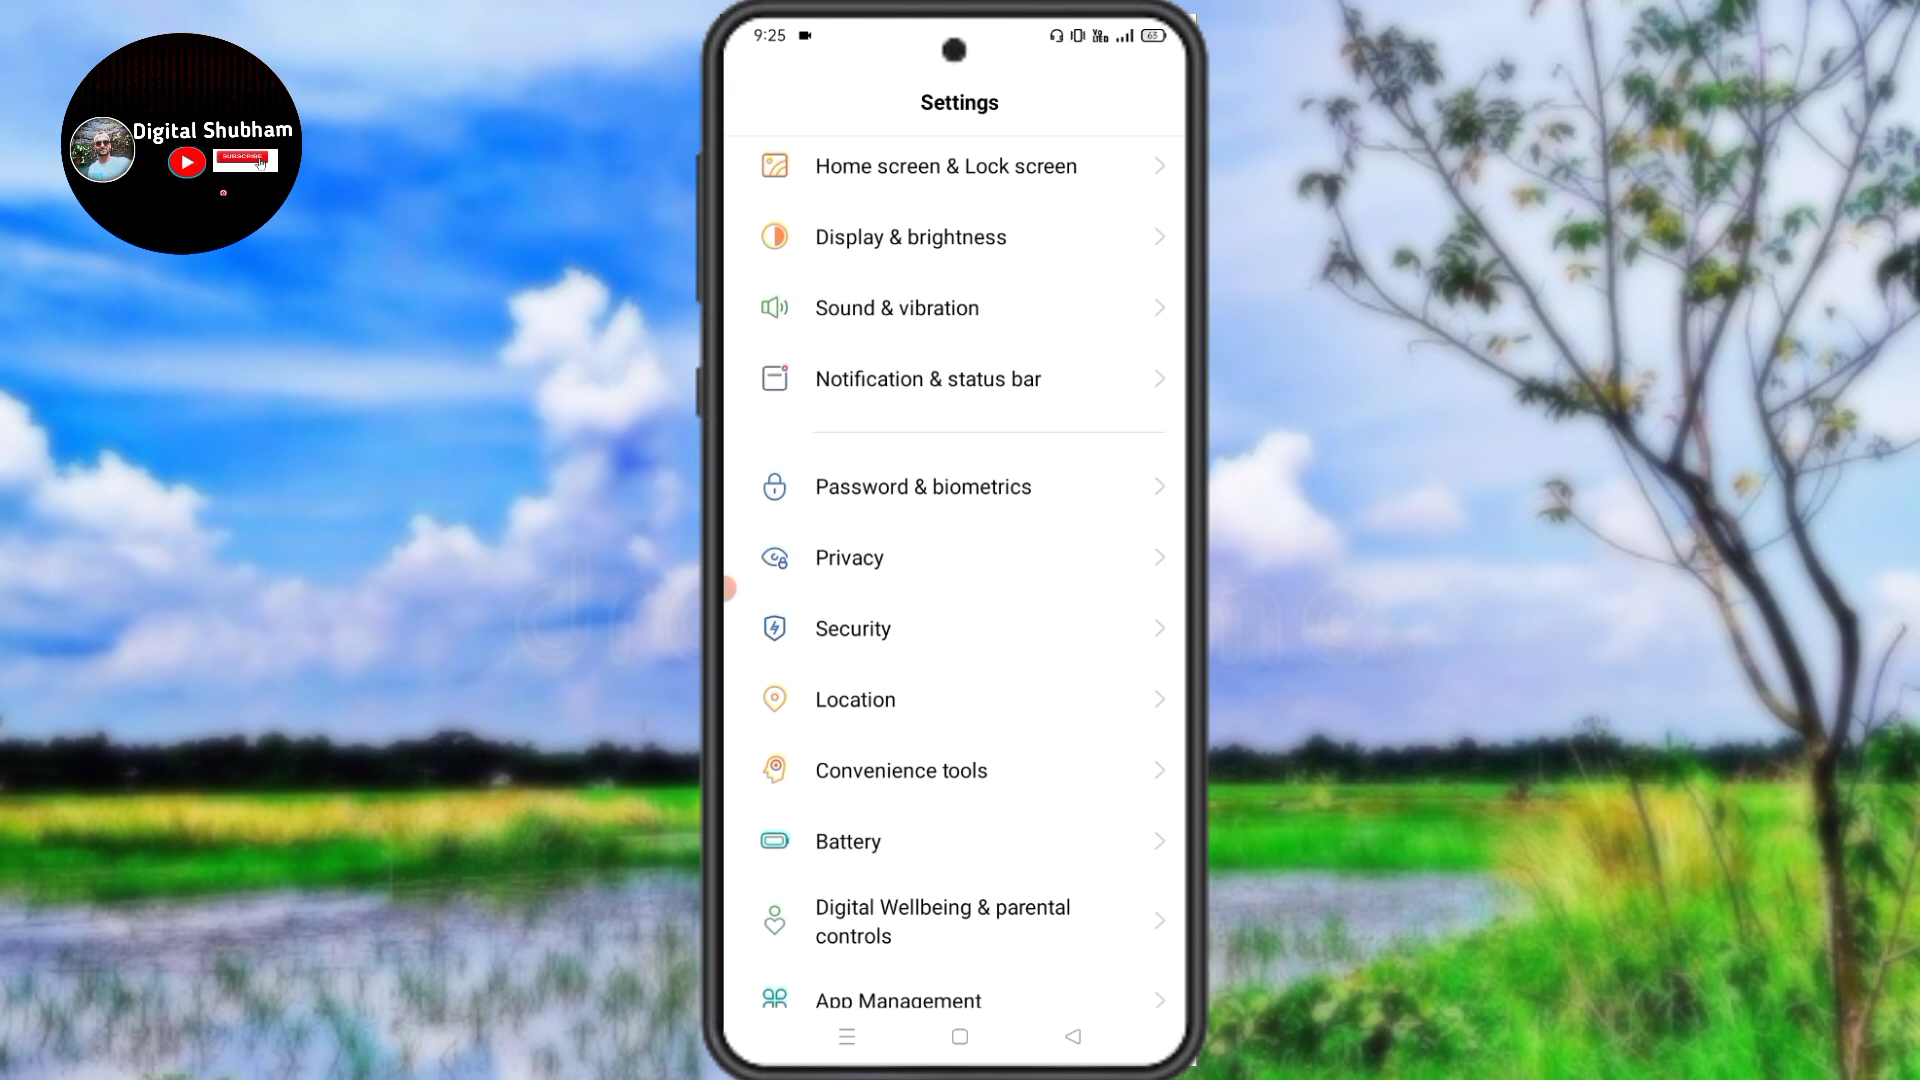 9:25
63
Settings
Digital Shubham
SUBSCRIBE
Home screen & Lock screen
Display & brightness
Sound & vibration
Notification & status bar
Password & biometrics
Privacy
Security
Location
Convenience tools
Battery
Digital Wellbeing & parental
controls
App Management